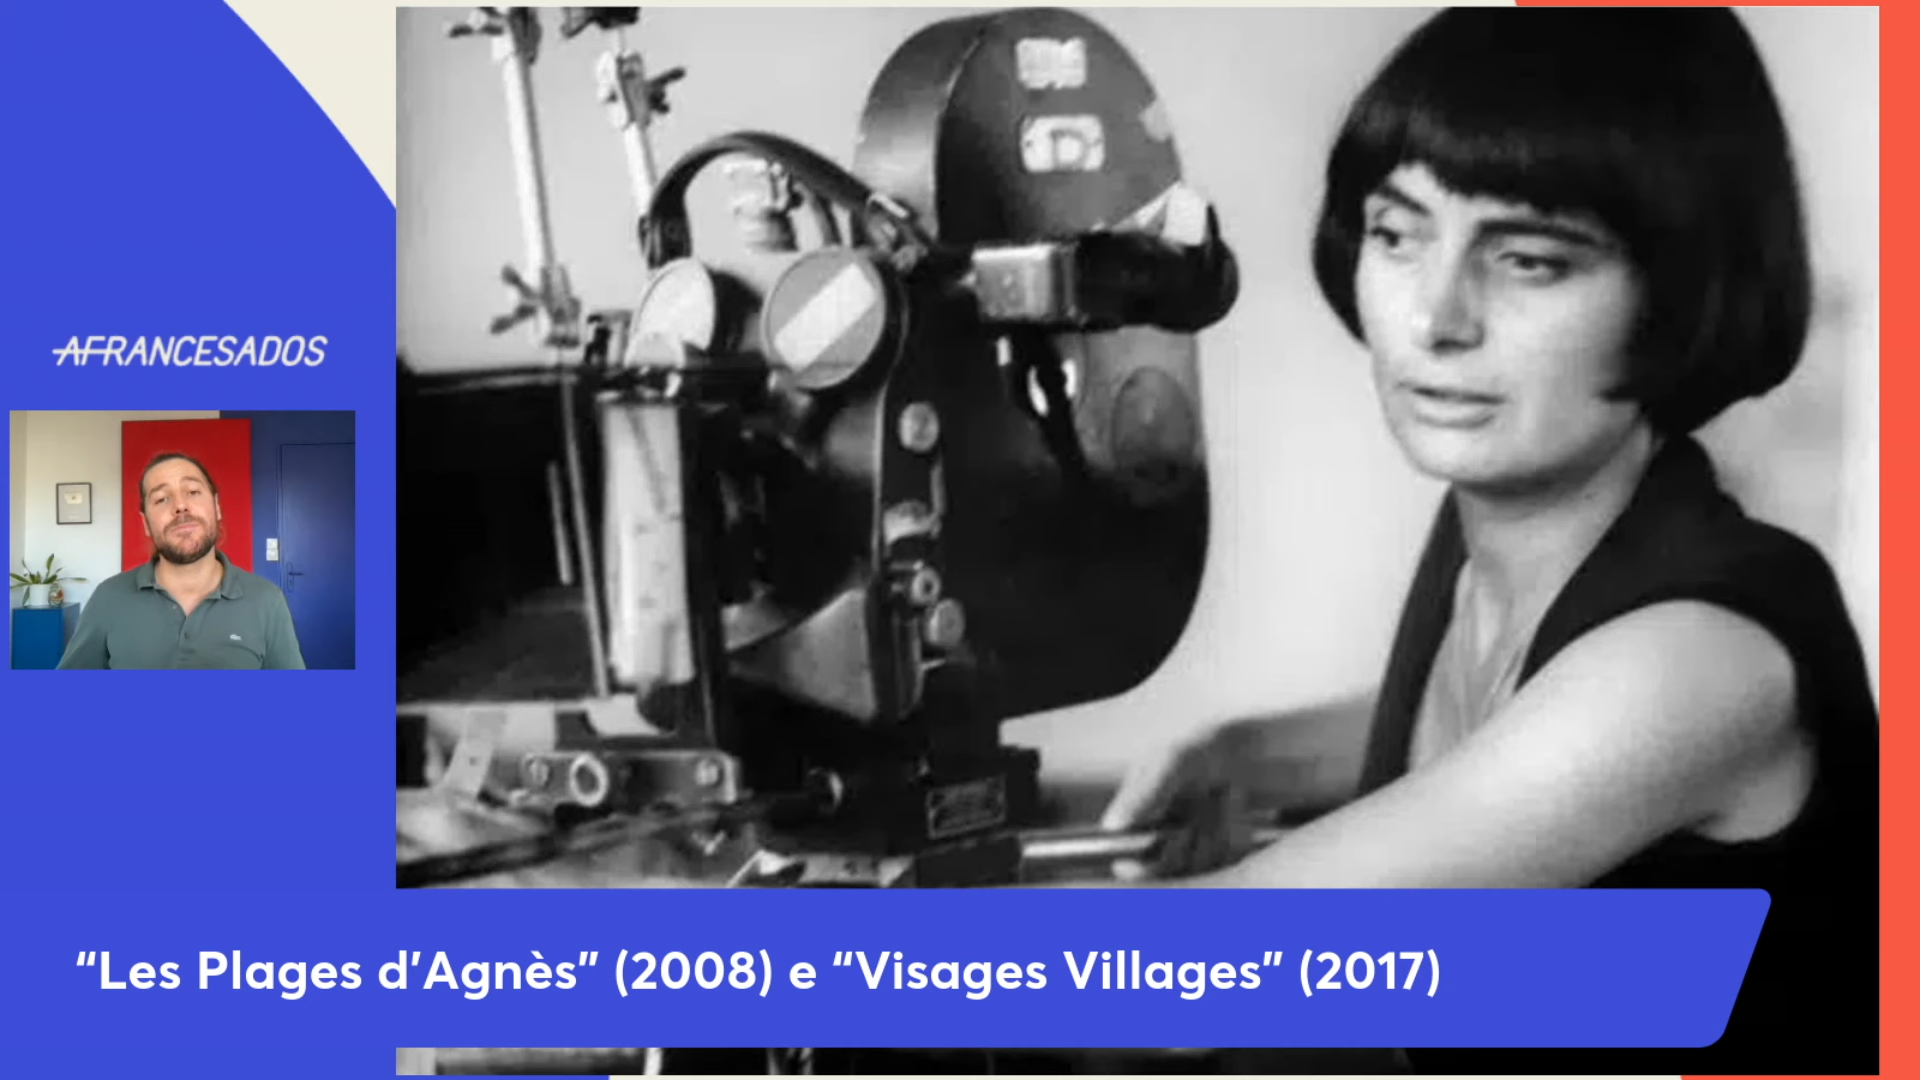 AFRANCESADOS
“Les Plages d’Agnès” (2008) e “Visages Villages” (2017)